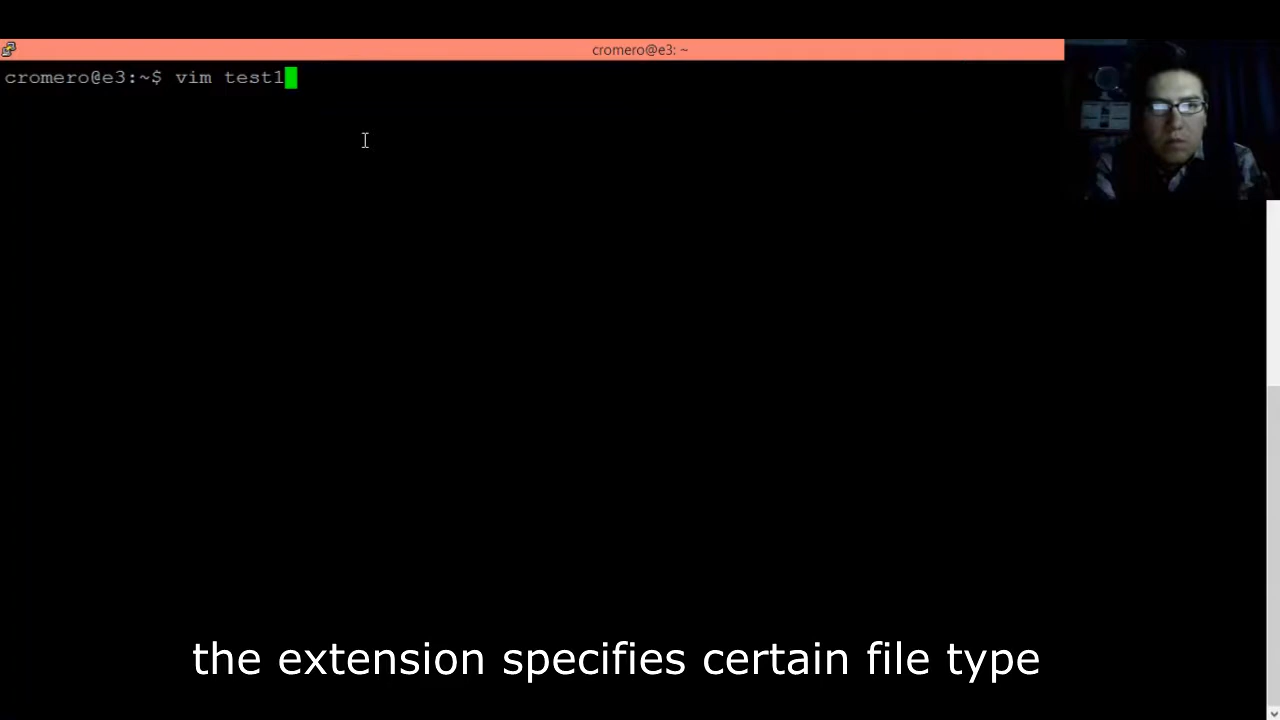 cromero@e3: ~
cromero@e3:~$ vim test1
the extension specifies certain file type